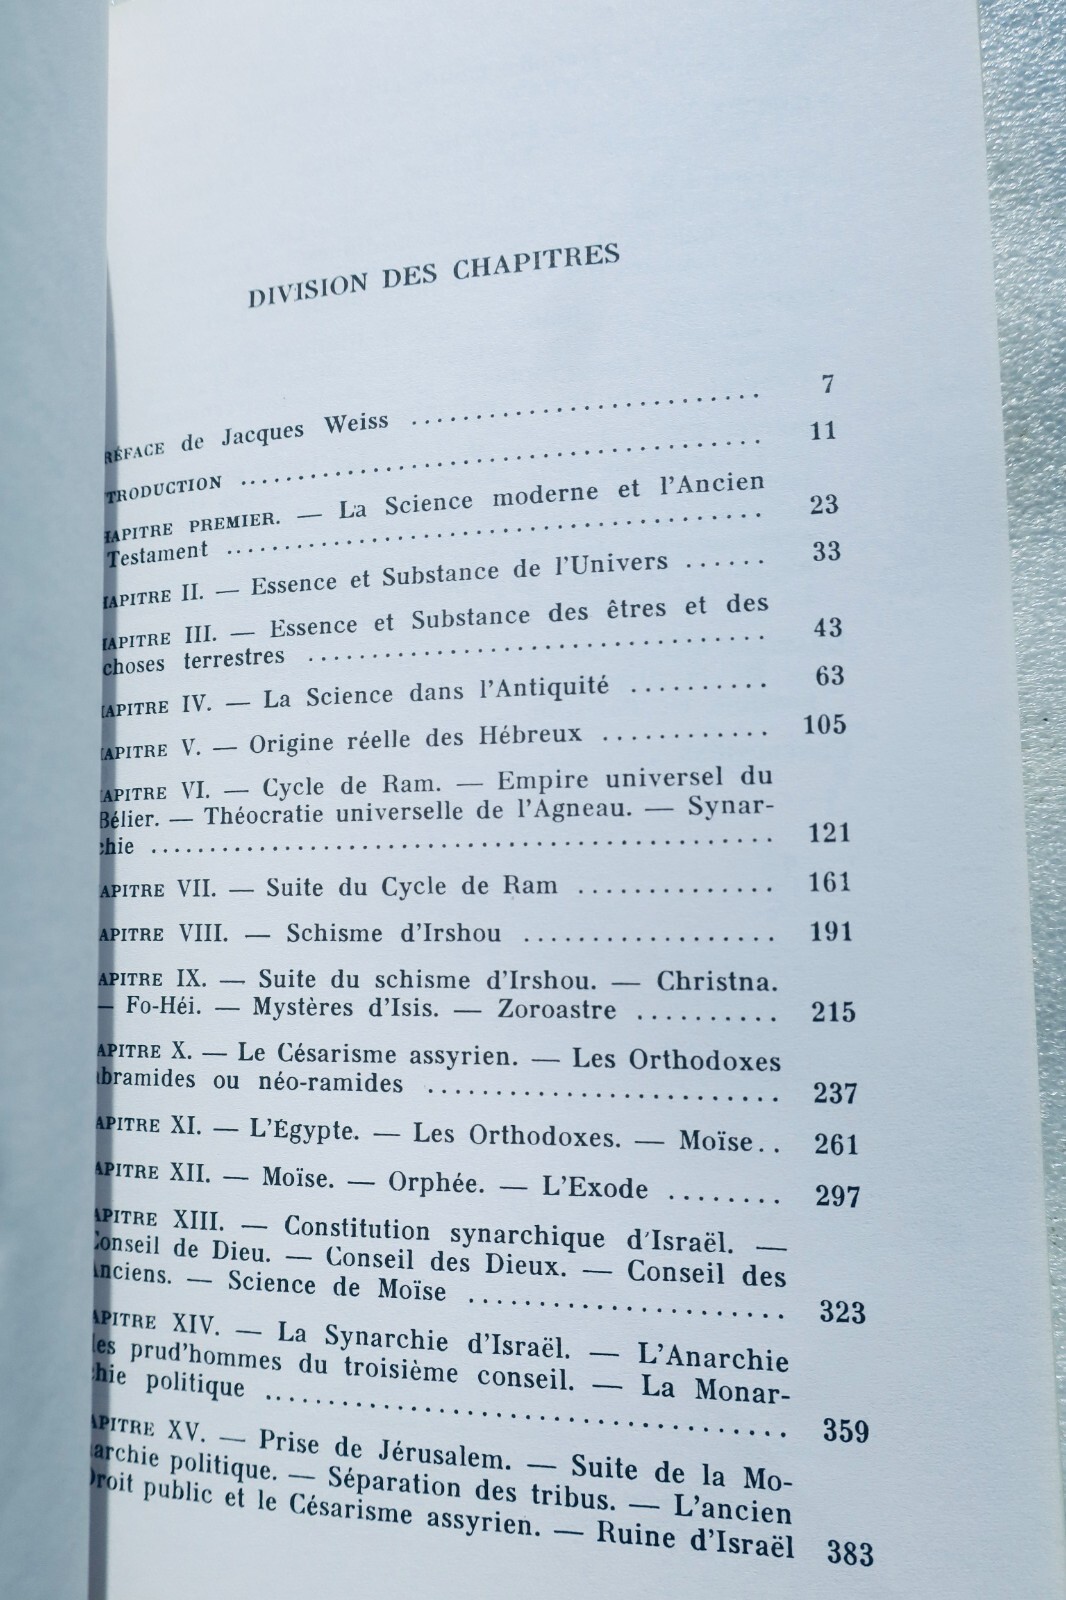 DIVISION DES CHAPITRES
RÉFACE de Jacques Weiss .......................... 7
TRODUCTION ..................................... 11
APITRE PREMIER. — La Science moderne et l'Ancien
Testament ..................................... 23
APITRE II. — Essence et Substance de l'Univers ...... 33
APITRE III. — Essence et Substance des êtres et des
choses terrestres ............................... 43
APITRE IV. — La Science dans l'Antiquité .......... 63
APITRE V. — Origine réelle des Hébreux ............ 105
APITRE VI. — Cycle de Ram. — Empire universel du
Bélier. — Théocratie universelle de l'Agneau. — Synar-
chie .............................................. 121
APITRE VII. — Suite du Cycle de Ram .............. 161
APITRE VIII. — Schisme d'Irshou .................. 191
APITRE IX. — Suite du schisme d'Irshou. — Christna.
— Fo-Héi. — Mystères d'Isis. — Zoroastre .......... 215
APITRE X. — Le Césarisme assyrien. — Les Orthodoxes
abramides ou néo-ramides ......................... 237
APITRE XI. — L'Égypte. — Les Orthodoxes. — Moïse.. 261
APITRE XII. — Moïse. — Orphée. — L'Exode ........ 297
APITRE XIII. — Constitution synarchique d'Israël. —
Conseil de Dieu. — Conseil des Dieux. — Conseil des
Anciens. — Science de Moïse ....................... 323
APITRE XIV. — La Synarchie d'Israël. — L'Anarchie
des prud'hommes du troisième conseil. — La Monar-
chie politique ..................................... 359
APITRE XV. — Prise de Jérusalem. — Suite de la Mo-
narchie politique. — Séparation des tribus. — L'ancien
Droit public et le Césarisme assyrien. — Ruine d'Israël 383